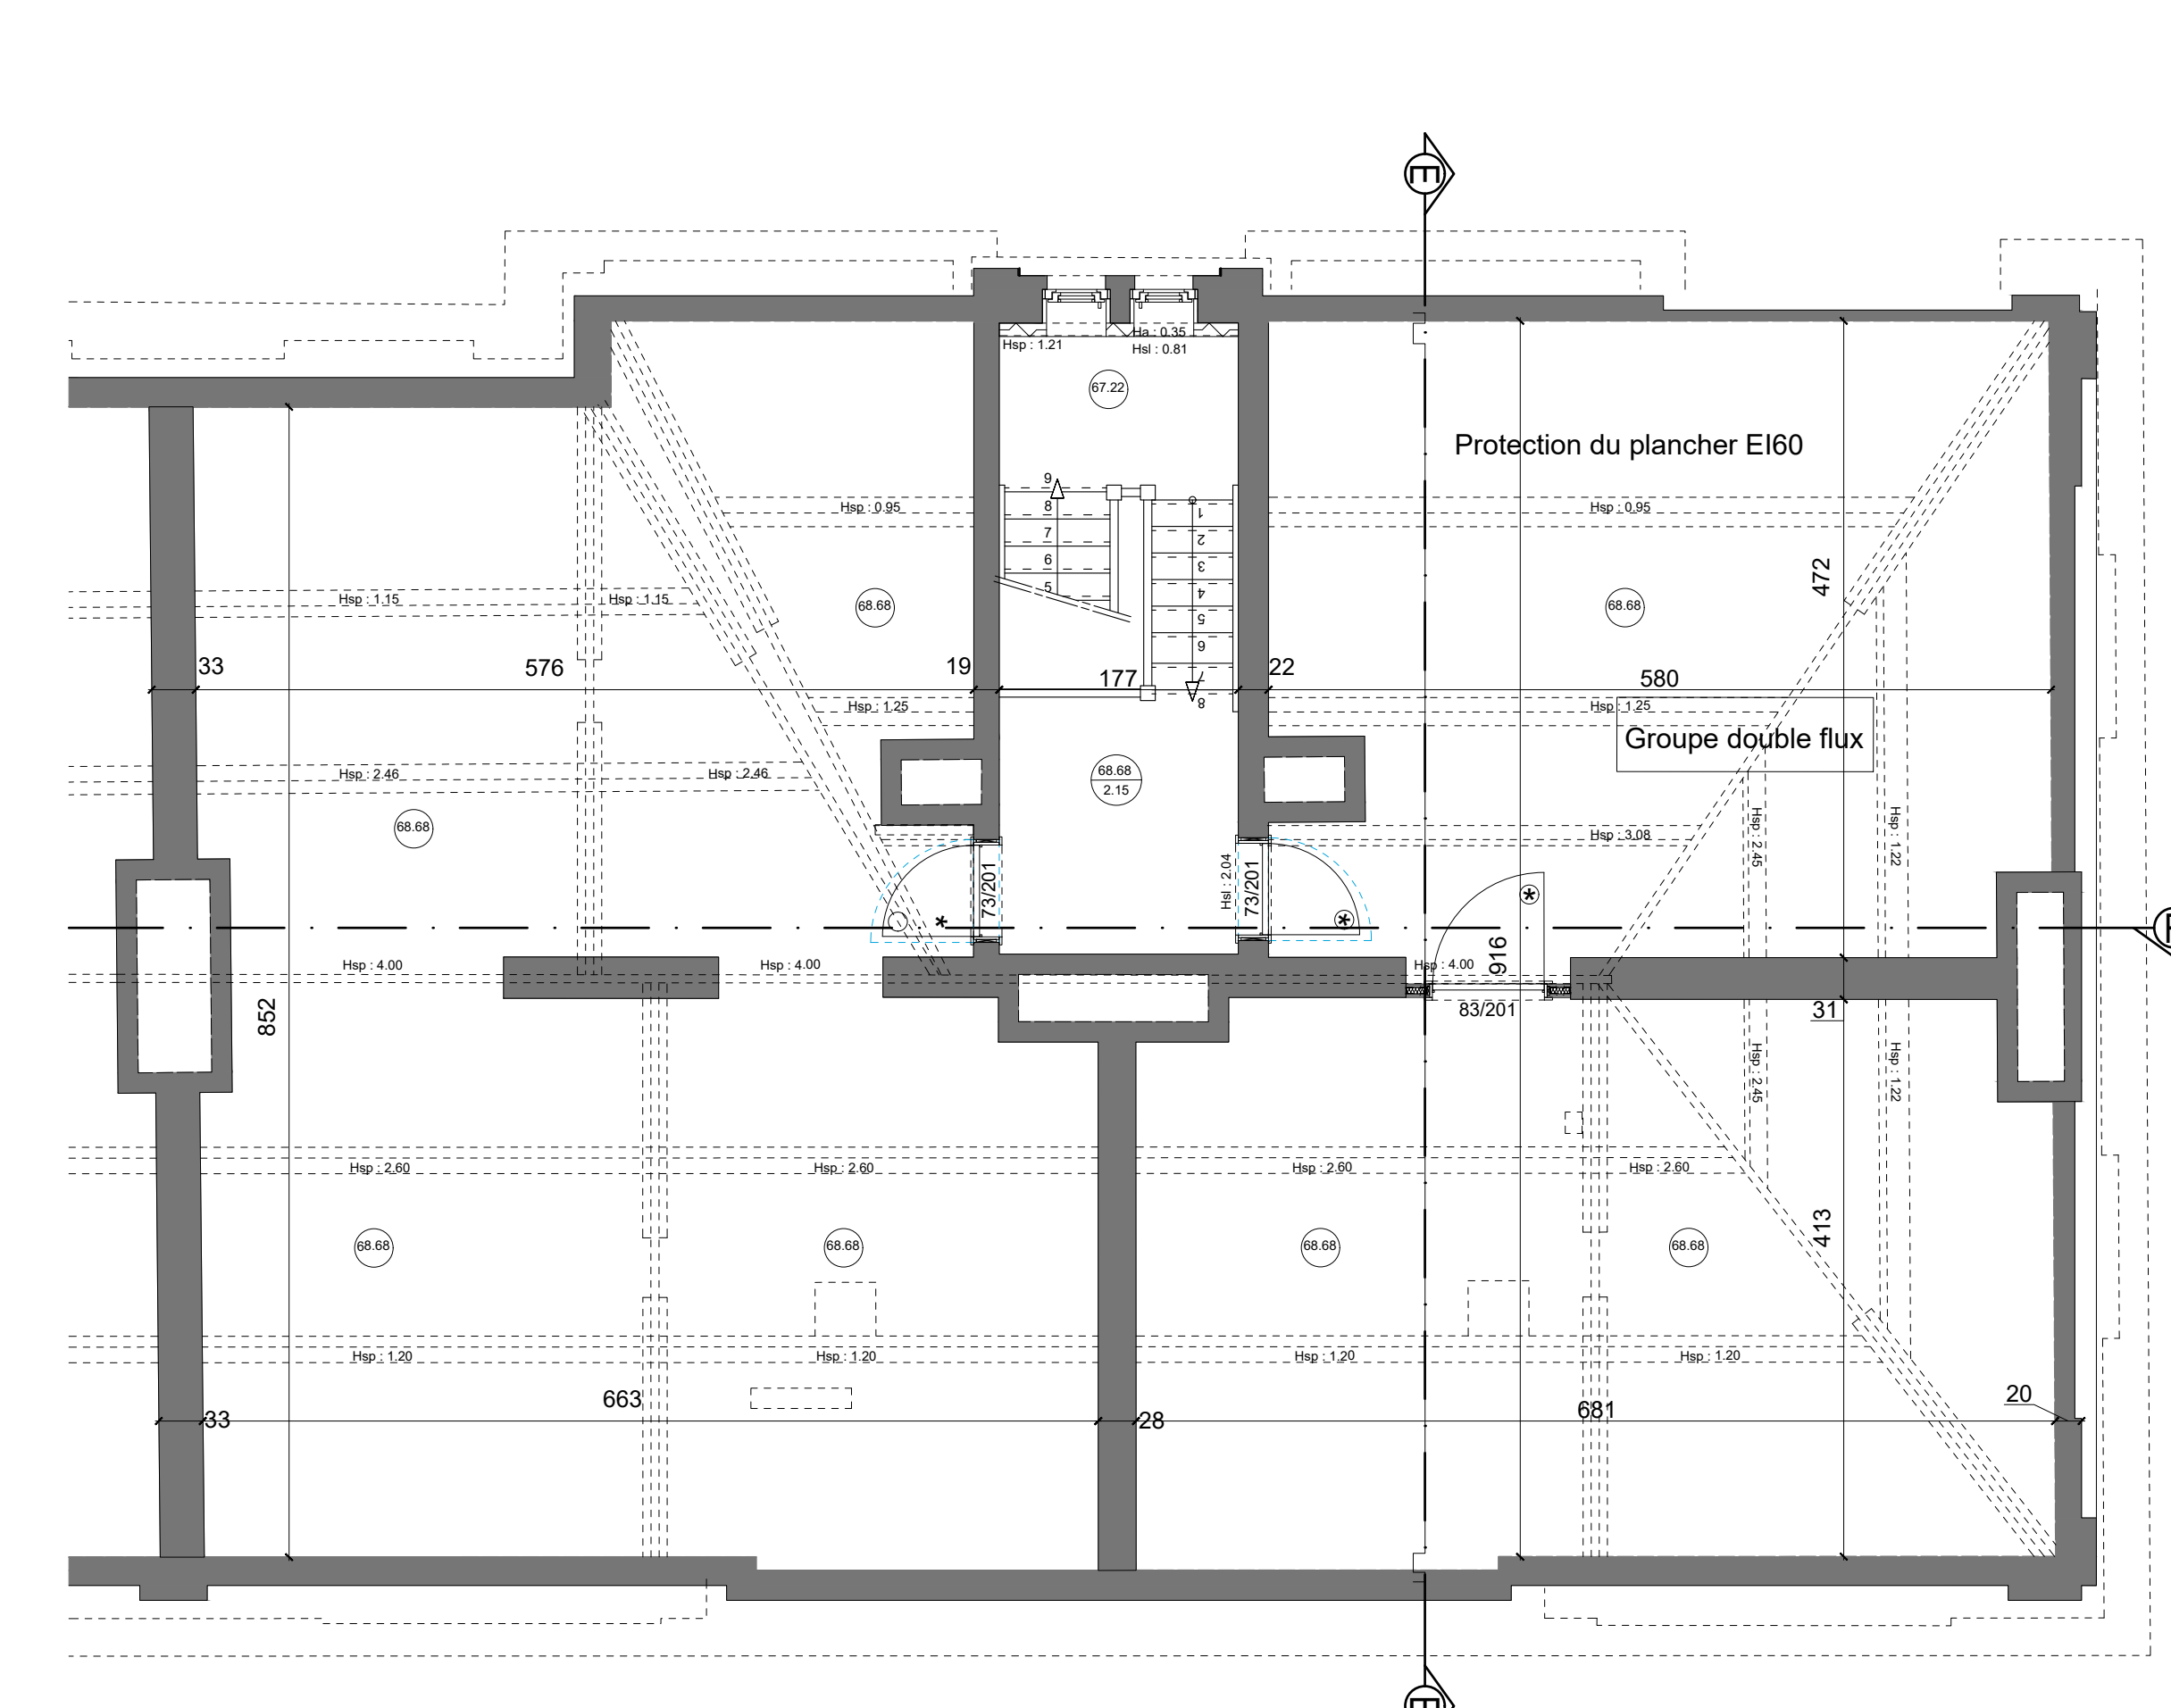 E
Ha : 0.35
Hsp : 1.21
Hsl : 0.81
67.22
Protection du plancher EI60
9
8
7
6
5
1
2
3
4
5
6
7
8
Hsp : 0.95
Hsp : 0.95
472
Hsp : 1.15
Hsp : 1.15
68.68
68.68
33
576
19
177
22
580
Hsp : 1.25
Hsp : 1.25
Groupe double flux
Hsp : 2.46
Hsp : 2.46
68.68
2.15
68.68
Hsp : 3.08
Hsp : 2.45
Hsp : 1.22
73/201
Hsl : 2.04
73/201
*
*
*
916
Hsp : 4.00
Hsp : 4.00
Hsp : 4.00
852
83/201
31
Hsp : 2.45
Hsp : 1.22
Hsp : 2.60
Hsp : 2.60
Hsp : 2.60
Hsp : 2.60
68.68
68.68
68.68
68.68
413
Hsp : 1.20
Hsp : 1.20
Hsp : 1.20
Hsp : 1.20
33
663
28
681
20
E